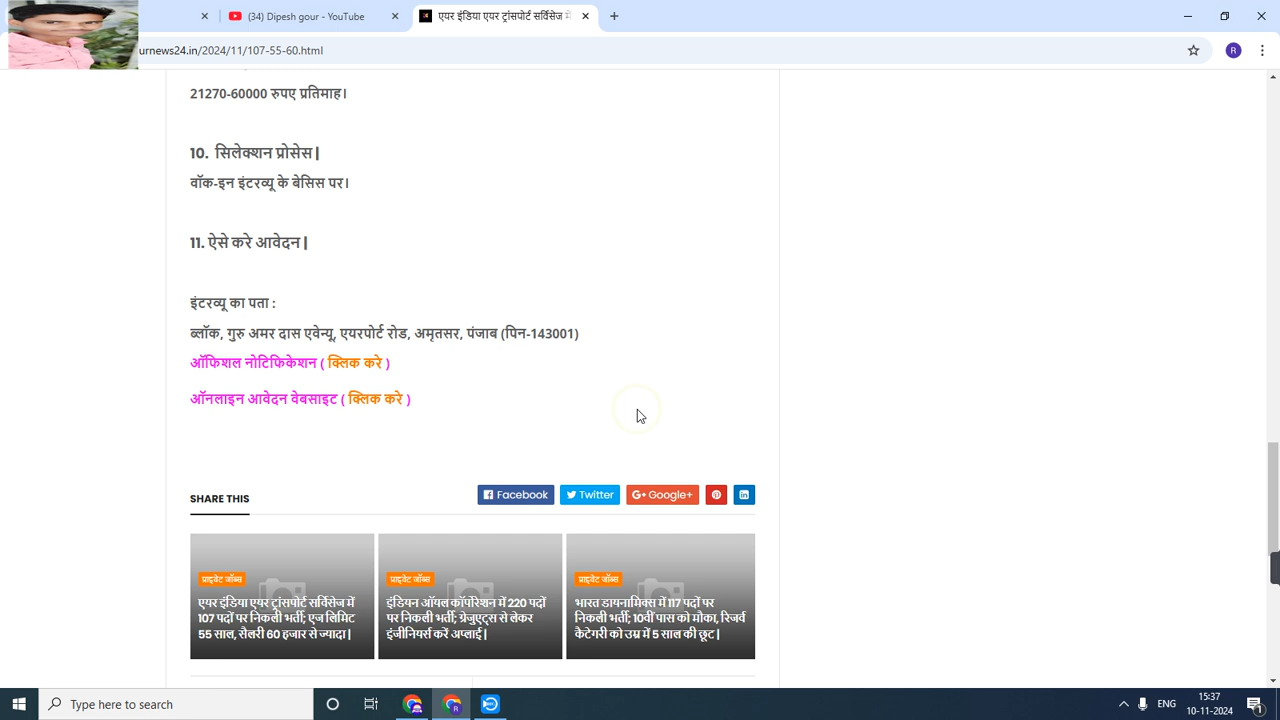 (34) Dipesh gour - YouTube
एयर इंडिया एयर ट्रांसपोर्ट सर्विसेज में
urnews24.in/2024/11/107-55-60.html
R
21270-60000 रुपए प्रतिमाह।
10. सिलेक्शन प्रोसेस |
वॉक-इन इंटरव्यू के बेसिस पर।
11. ऐसे करे आवेदन |
इंटरव्यू का पता :
ब्लॉक, गुरु अमर दास एवेन्यू, एयरपोर्ट रोड, अमृतसर, पंजाब (पिन-143001)
ऑफिशल नोटिफिकेशन ( क्लिक करे )
ऑनलाइन आवेदन वेबसाइट ( क्लिक करे )
SHARE THIS
Facebook
Twitter
G+ Google+
प्राइवेट जॉब्स
एयर इंडिया एयर ट्रांसपोर्ट सर्विसेज में
107 पदों पर निकली भर्ती; एज लिमिट
55 साल, सैलरी 60 हजार से ज्यादा |
प्राइवेट जॉब्स
इंडियन ऑयल कॉर्पोरेशन में 220 पदों
पर निकली भर्ती; ग्रेजुएट्स से लेकर
इंजीनियर्स करें अप्लाई |
प्राइवेट जॉब्स
भारत डायनामिक्स में 117 पदों पर
निकली भर्ती; 10वीं पास को मौका, रिजर्व
कैटेगरी को उम्र में 5 साल की छूट |
Type here to search
ENG
15:37
10-11-2024